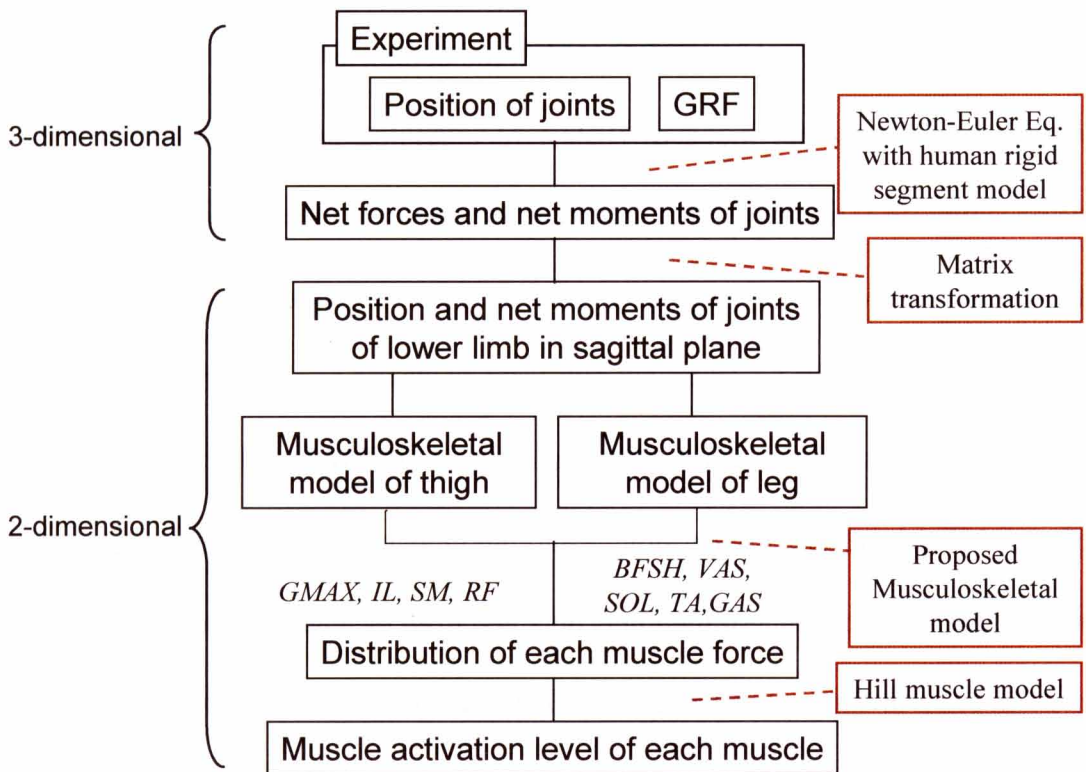 Experiment
Position of joints
GRF
3-dimensional
Newton-Euler Eq.
with human rigid
segment model
Net forces and net moments of joints
Matrix
transformation
Position and net moments of joints
of lower limb in sagittal plane
Musculoskeletal
model of thigh
Musculoskeletal
model of leg
2-dimensional
GMAX, IL, SM, RF
BFSH, VAS,
SOL, TA,GAS
Proposed
Musculoskeletal
model
Distribution of each muscle force
Hill muscle model
Muscle activation level of each muscle